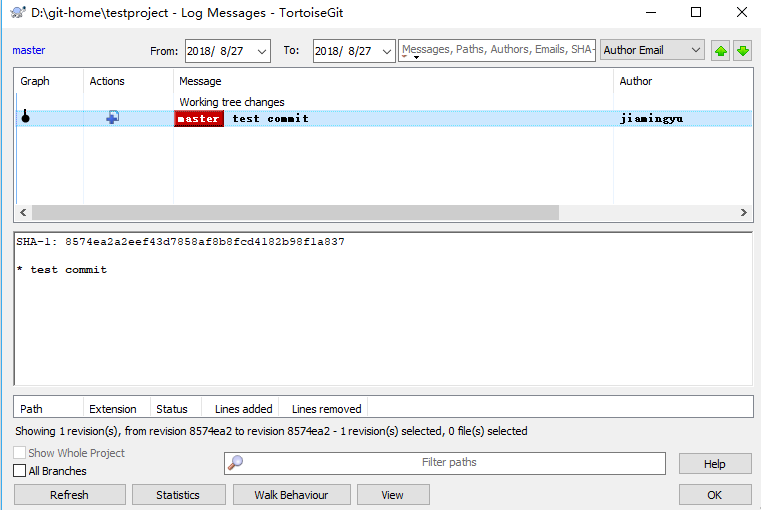 D:\git-home\testproject - Log Messages - TortoiseGit
master From: 2018/ 8/27 To: 2018/ 8/27 Messages, Paths, Authors, Emails, SHA- Author Email
Graph Actions Message Author
Working tree changes
master test commit jiamingyu
SHA-1: 8574ea2a2eef43d7858af8b8fcd4182b98f1a837
* test commit
Path Extension Status Lines added Lines removed
Showing 1 revision(s), from revision 8574ea2 to revision 8574ea2 - 1 revision(s) selected, 0 file(s) selected
Show Whole Project
All Branches Filter paths Help
Refresh Statistics Walk Behaviour View OK